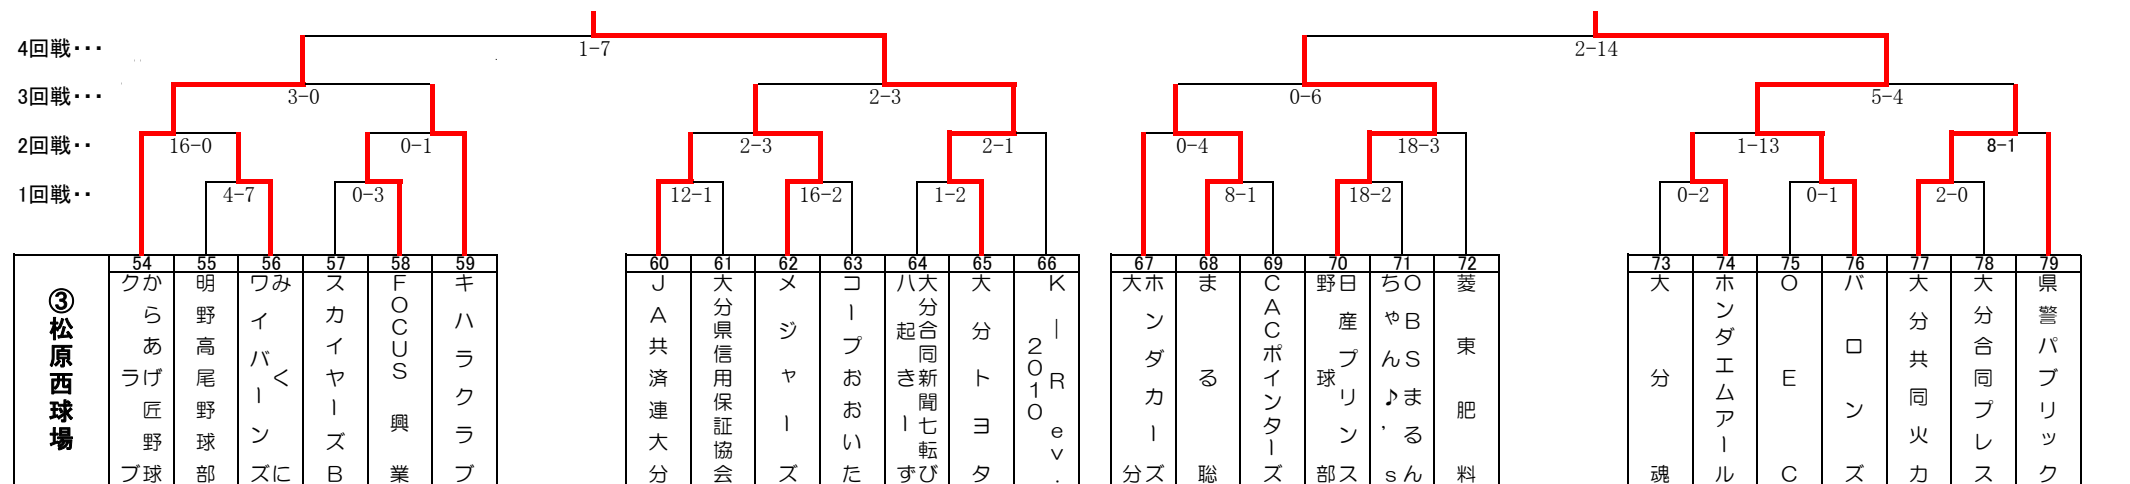 4回戦･･･
1-7
2-14
3回戦･･･
3-0
2-3
0-6
5-4
2回戦･･
16-0
0-1
2-3
2-1
0-4
18-3
1-13
8-1
1回戦･･
4-7
0-3
12-1
16-2
1-2
8-1
18-2
0-2
0-1
2-0
③松原西球場
54
からあげ匠野球
クラブ
55
明野高尾野球部
56
みくに
ワイバーンズ
57
スカイヤーズB
58
FOCUS興業
59
キハラクラブ
60
JA共済連大分
61
大分県信用保証協会
62
メジャーズ
63
コープおおいた
64
大分合同新聞七転び
八起きーず
65
大分トヨタ
66
K－Rev.
2010
67
ホンダカーズ
大分
68
まる聡
69
CACポインターズ
70
日産プリンス
野球部
71
OBSまるん
ちゃん♪’s
72
菱東肥料
73
大分魂
74
ホンダエムアール
75
OEC
76
バロンズ
77
大分共同火力
78
大分合同プレス
79
県警パブリック